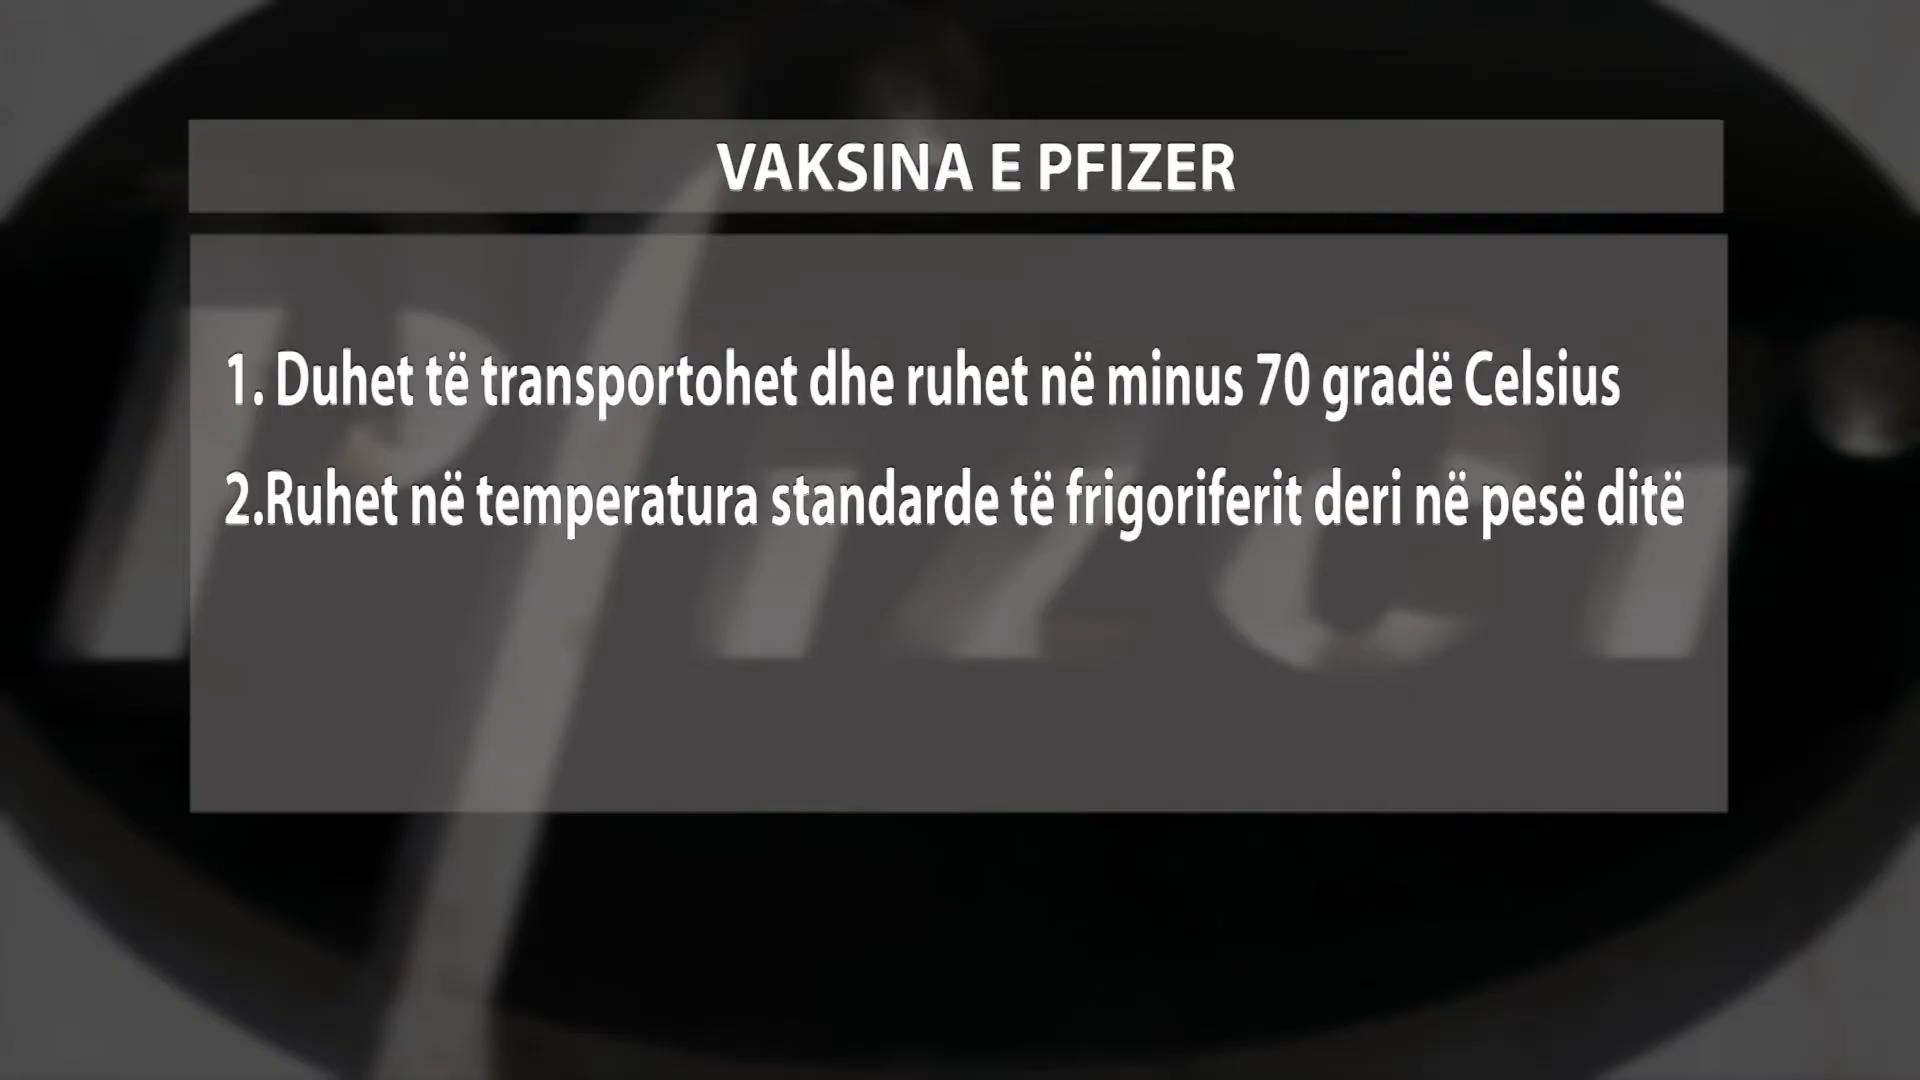 VAKSINA E PFIZER
1. Duhet të transportohet dhe ruhet në minus 70 gradë Celsius
2.Ruhet në temperatura standarde të frigoriferit deri në pesë ditë
Pfizer